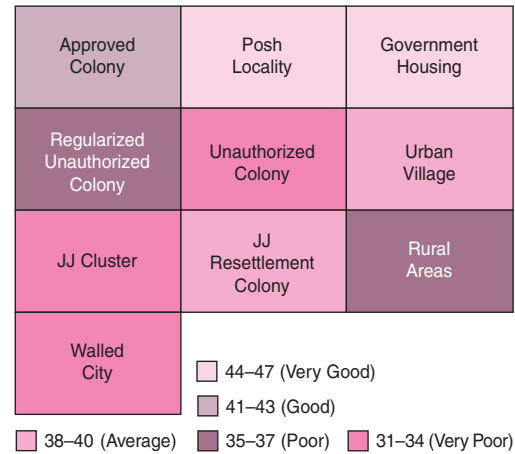 Approved
Colony
Posh
Locality
Government
Housing
Regularized
Unauthorized
Colony
Unauthorized
Colony
Urban
Village
JJ Cluster
JJ
Resettlement
Colony
Rural
Areas
Walled
City
44–47 (Very Good)
41–43 (Good)
38–40 (Average)
35–37 (Poor)
31–34 (Very Poor)